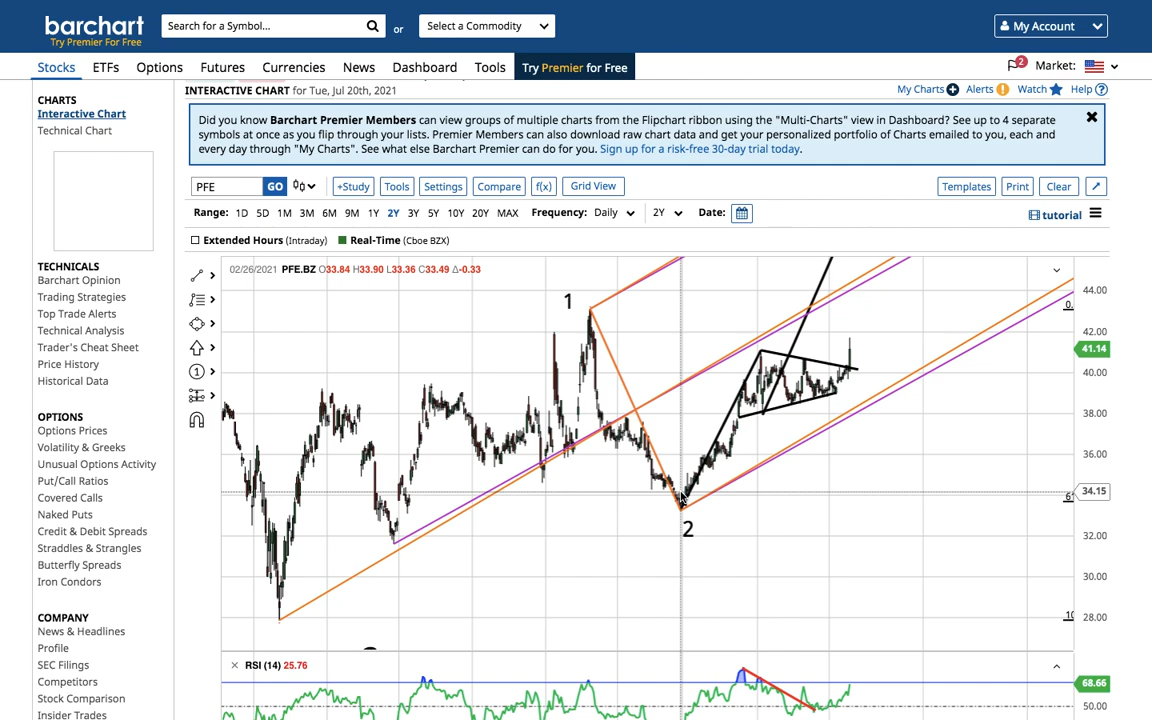 barchart
Try Premier For Free
Search for a Symbol...
or
Select a Commodity
My Account
Stocks ETFs Options Futures Currencies News Dashboard Tools Try Premier for Free
2 Market:
CHARTS
Interactive Chart
Technical Chart
TECHNICALS
Barchart Opinion
Trading Strategies
Top Trade Alerts
Technical Analysis
Trader's Cheat Sheet
Price History
Historical Data
OPTIONS
Options Prices
Volatility & Greeks
Unusual Options Activity
Put/Call Ratios
Covered Calls
Naked Puts
Credit & Debit Spreads
Straddles & Strangles
Butterfly Spreads
Iron Condors
COMPANY
News & Headlines
Profile
SEC Filings
Competitors
Stock Comparison
Insider Trades
INTERACTIVE CHART for Tue, Jul 20th, 2021
My Charts Alerts Watch Help
Did you know Barchart Premier Members can view groups of multiple charts from the Flipchart ribbon using the "Multi-Charts" view in Dashboard? See up to 4 separate
symbols at once as you flip through your lists. Premier Members can also download raw chart data and get your personalized portfolio of Charts emailed to you, each and
every day through "My Charts". See what else Barchart Premier can do for you. Sign up for a risk-free 30-day trial today.
PFE GO +Study Tools Settings Compare f(x) Grid View Templates Print Clear
Range: 1D 5D 1M 3M 6M 9M 1Y 2Y 3Y 5Y 10Y 20Y MAX Frequency: Daily 2Y Date: tutorial
Extended Hours (Intraday) Real-Time (Cboe BZX)
02/26/2021 PFE.BZ O33.84 H33.90 L33.36 C33.49 Δ-0.33
1
2
44.00
0.
42.00
41.14
40.00
38.00
36.00
34.15
32.00
30.00
28.00
RSI (14) 25.76
68.66
50.00